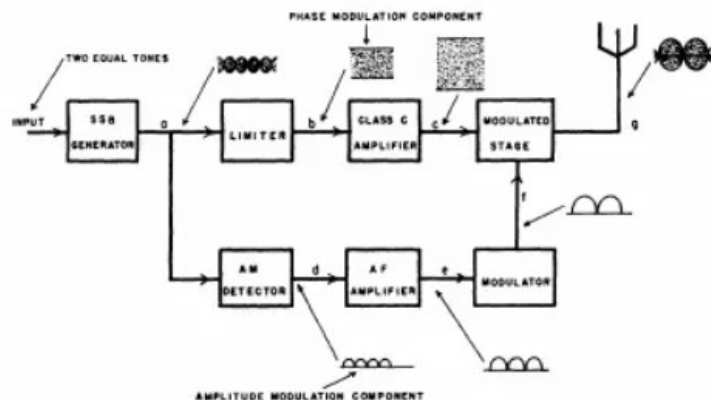 PHASE MODULATION COMPONENT
TWO EQUAL TONES
INPUT
SSB
GENERATOR
a
LIMITER
b
CLASS C
AMPLIFIER
c
MODULATED
STAGE
g
f
AM
DETECTOR
d
AF
AMPLIFIER
e
MODULATOR
AMPLITUDE MODULATION COMPONENT